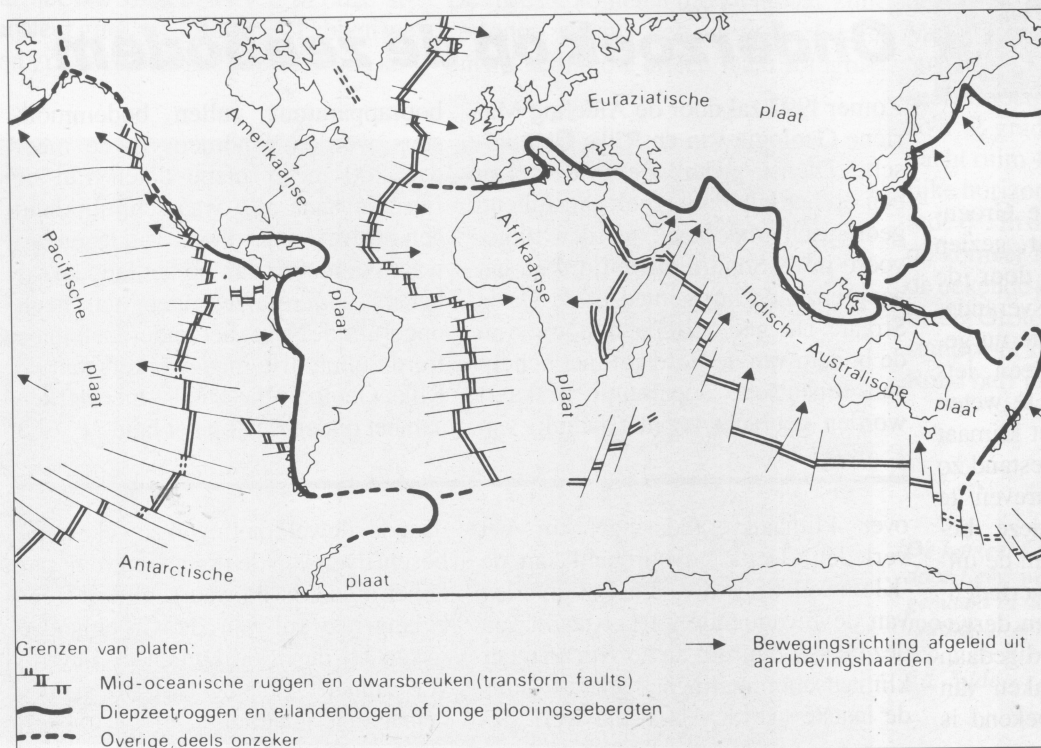 Amerikaanse
plaat
Euraziatische
plaat
Pacifische
plaat
Afrikaanse
plaat
Indisch-Australische plaat
Antarctische
plaat
Grenzen van platen:
Mid-oceanische ruggen en dwarsbreuken (transform faults)
Diepzeetroggen en eilandenbogen of jonge plooiingsgebergten
Overige, deels onzeker
Bewegingsrichting afgeleid uit
aardbevingshaarden